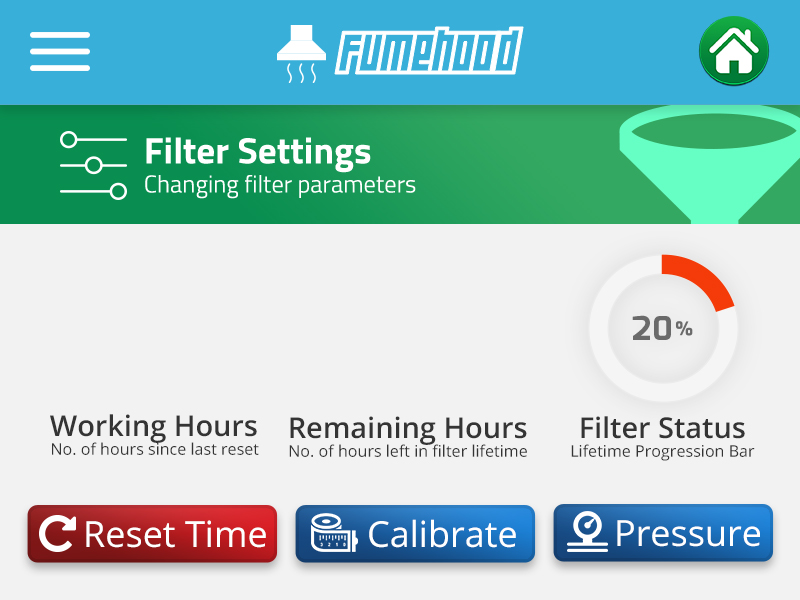 Fumehood
Filter Settings
Changing filter parameters
20%
Working Hours
No. of hours since last reset
Remaining Hours
No. of hours left in filter lifetime
Filter Status
Lifetime Progression Bar
Reset Time
Calibrate
Pressure